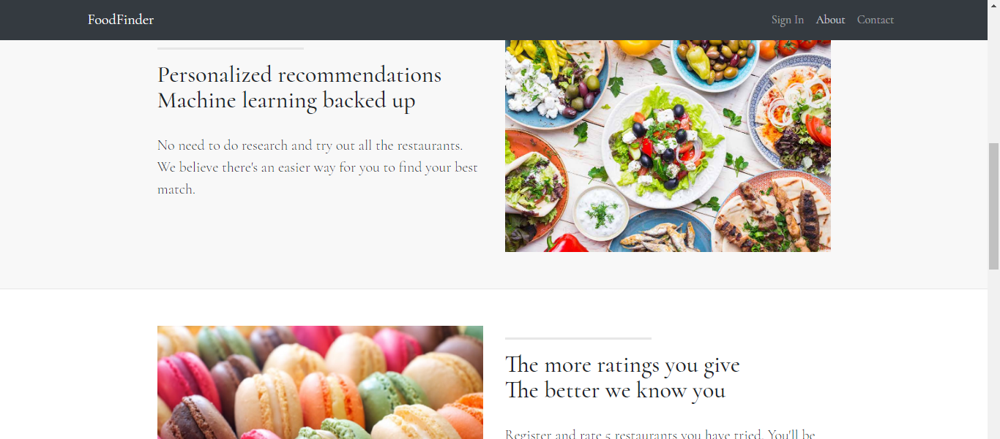 FoodFinder
Sign In About Contact
Personalized recommendations
Machine learning backed up
No need to do research and try out all the restaurants.
We believe there's an easier way for you to find your best
match.
The more ratings you give
The better we know you
Register and rate 5 restaurants you have tried. You'll be